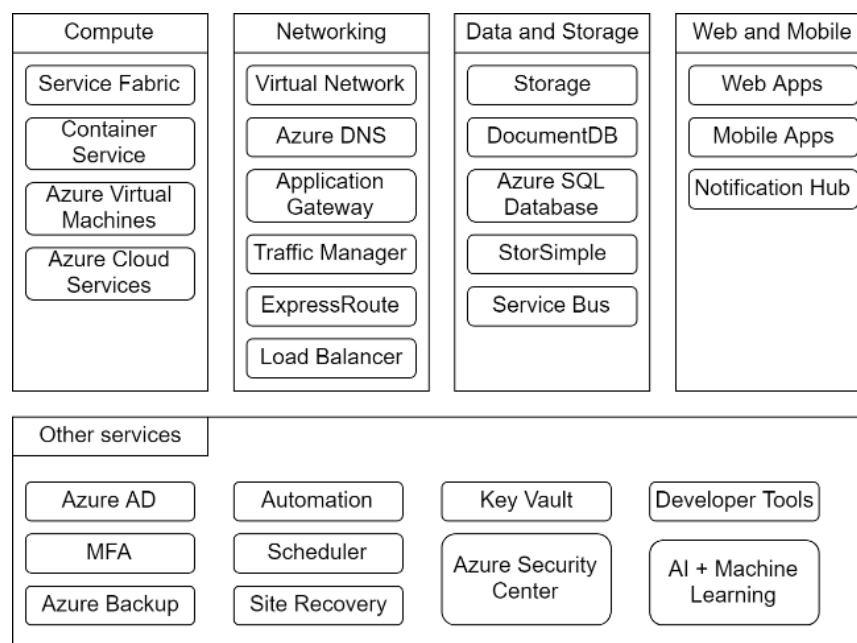 Compute
Service Fabric
Container
Service
Azure Virtual
Machines
Azure Cloud
Services
Networking
Virtual Network
Azure DNS
Application
Gateway
Traffic Manager
ExpressRoute
Load Balancer
Data and Storage
Storage
DocumentDB
Azure SQL
Database
StorSimple
Service Bus
Web and Mobile
Web Apps
Mobile Apps
Notification Hub
Other services
Azure AD
MFA
Azure Backup
Automation
Scheduler
Site Recovery
Key Vault
Azure Security
Center
Developer Tools
AI + Machine
Learning